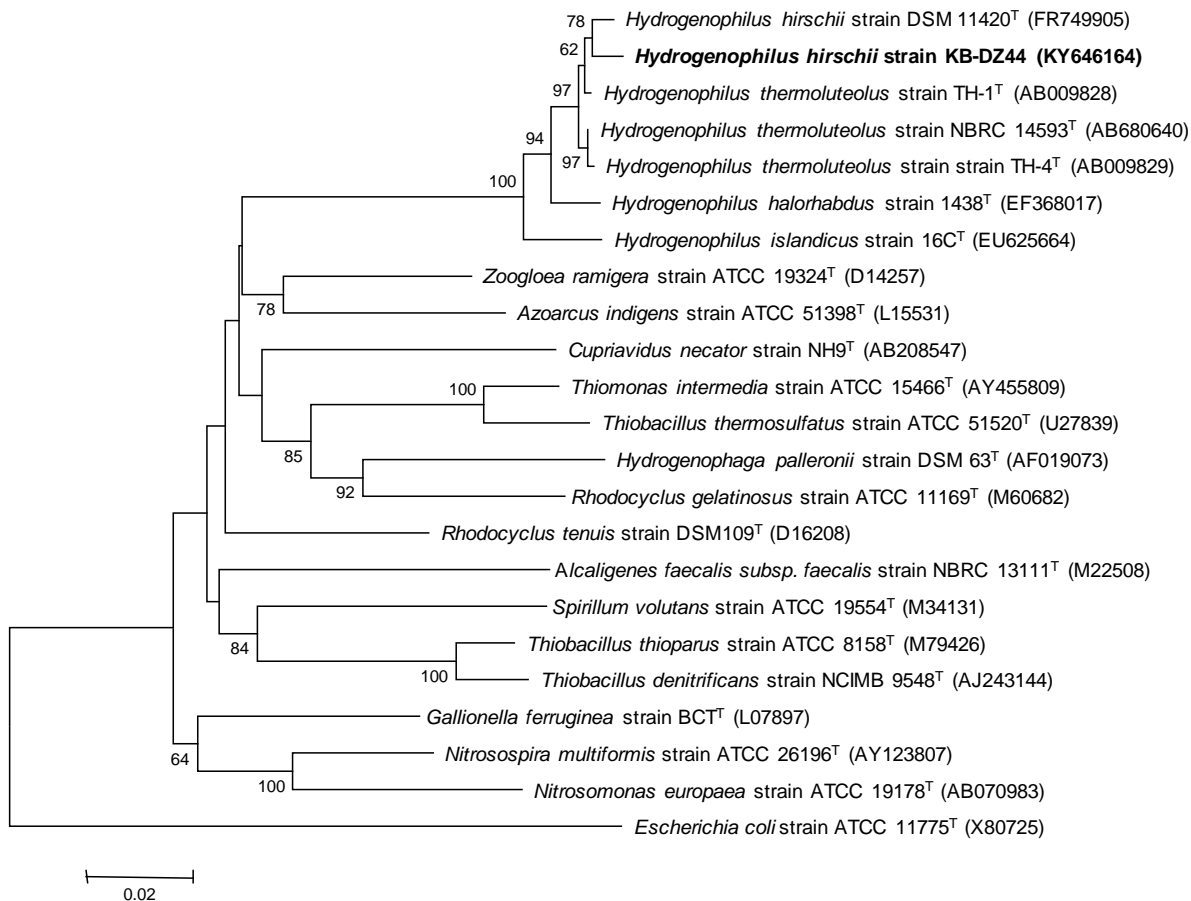 78
Hydrogenophilus hirschii strain DSM 11420ᵀ (FR749905)
62
Hydrogenophilus hirschii strain KB-DZ44 (KY646164)
97
Hydrogenophilus thermoluteolus strain TH-1ᵀ (AB009828)
94
Hydrogenophilus thermoluteolus strain NBRC 14593ᵀ (AB680640)
97
Hydrogenophilus thermoluteolus strain strain TH-4ᵀ (AB009829)
100
Hydrogenophilus halorhabdus strain 1438ᵀ (EF368017)
Hydrogenophilus islandicus strain 16Cᵀ (EU625664)
Zoogloea ramigera strain ATCC 19324ᵀ (D14257)
78
Azoarcus indigens strain ATCC 51398ᵀ (L15531)
Cupriavidus necator strain NH9ᵀ (AB208547)
100
Thiomonas intermedia strain ATCC 15466ᵀ (AY455809)
Thiobacillus thermosulfatus strain ATCC 51520ᵀ (U27839)
85
Hydrogenophaga palleronii strain DSM 63ᵀ (AF019073)
92
Rhodocyclus gelatinosus strain ATCC 11169ᵀ (M60682)
Rhodocyclus tenuis strain DSM109ᵀ (D16208)
Alcaligenes faecalis subsp. faecalis strain NBRC 13111ᵀ (M22508)
Spirillum volutans strain ATCC 19554ᵀ (M34131)
84
Thiobacillus thioparus strain ATCC 8158ᵀ (M79426)
100
Thiobacillus denitrificans strain NCIMB 9548ᵀ (AJ243144)
Gallionella ferruginea strain BCTᵀ (L07897)
64
Nitrosospira multiformis strain ATCC 26196ᵀ (AY123807)
100
Nitrosomonas europaea strain ATCC 19178ᵀ (AB070983)
Escherichia coli strain ATCC 11775ᵀ (X80725)
0.02